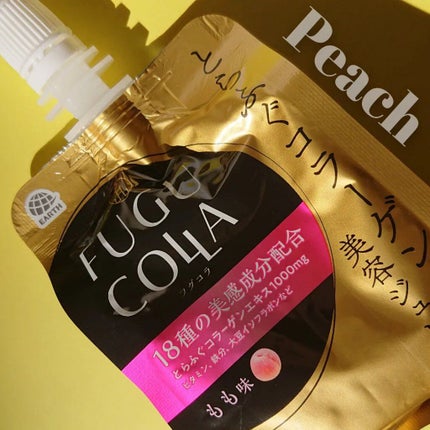 Peach
とらふぐコラーゲン
美容ジュ
EARTH
FUGU
COLLA
フグコラ
18種の美感成分配合
とらふぐコラーゲンエキス1000mg
ビタミン、鉄分、大豆イソフラボンなど
もも味